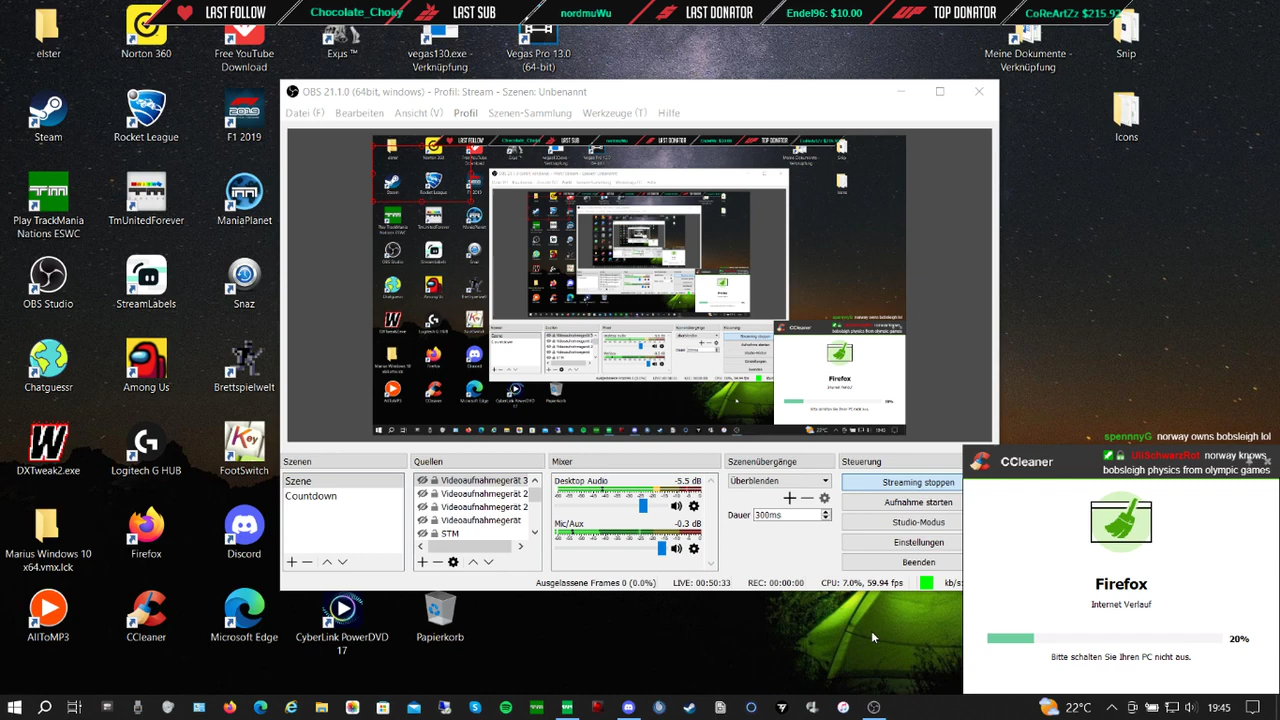 LAST FOLLOW
Chocolate_Choky
LAST SUB
nordmuWu
LAST DONATOR
Endel96: $10.00
TOP DONATOR
CoReArtZz $215.92
elster
Norton 360
Free YouTube
Download
Exus ™
vegas130.exe -
Verknüpfung
Vegas Pro 13.0
(64-bit)
Meine Dokumente -
Verknüpfung
Snip
Icons
Steam
Rocket League
F1 2019
2019
Play TrackMania
Nations ESWC
TmUnitedForever
ManiaPlanet
OBS Studio
StreamLabels
Snaz
Among Us
Brettspielwelt
DXTweak2.exe
Logitech G HUB
Key
FootSwitch
Marius Windows 10
x64.vmx.lck
Firefox
Discord
AllToMP3
CCleaner
Microsoft Edge
CyberLink PowerDVD
17
Papierkorb
OBS 21.1.0 (64bit, windows) - Profil: Stream - Szenen: Unbenannt
Datei (F)
Bearbeiten
Ansicht (V)
Profil
Szenen-Sammlung
Werkzeuge (T)
Hilfe
Szenen
Szene
Countdown
Quellen
Videoaufnahmegerät 3
Videoaufnahmegerät 2
Videoaufnahmegerät 2
Videoaufnahmegerät
STM
Mixer
Desktop Audio
-5.5 dB
Mic/Aux
-0.3 dB
Szenenübergänge
Überblenden
Dauer 300ms
Steuerung
Streaming stoppen
Aufnahme starten
Studio-Modus
Einstellungen
Beenden
Ausgelassene Frames 0 (0.0%)
LIVE: 00:50:33
REC: 00:00:00
CPU: 7.0%, 59.94 fps
kb/s:
spennnyG norway owns bobsleigh lol
UliSchwarzRot norway knows
bobsleigh physics from olympic games
CCleaner
Firefox
Internet Verlauf
20%
Bitte schalten Sie Ihren PC nicht aus.
22°C
19:45